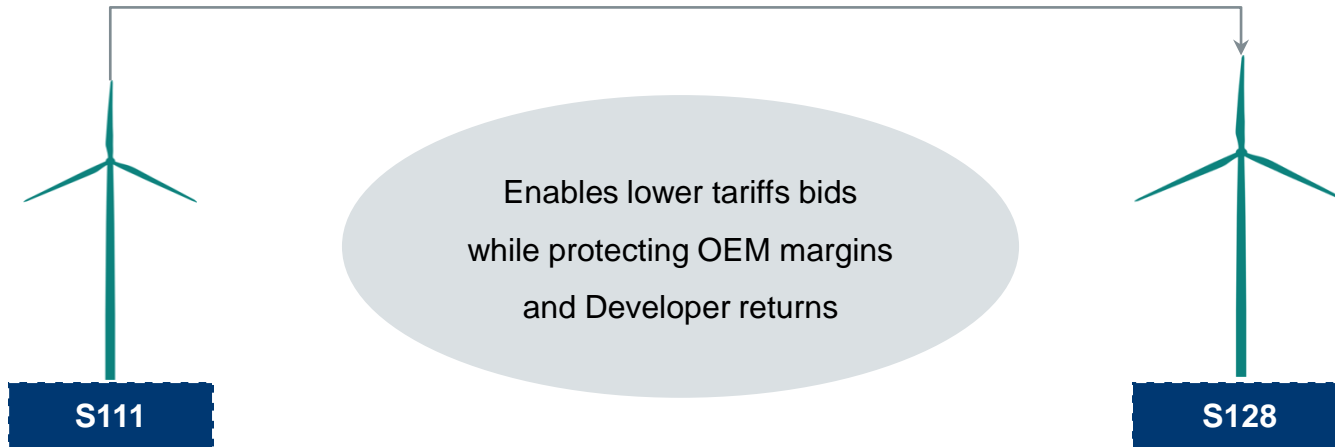 Enables lower tariffs bids
while protecting OEM margins
and Developer returns
S111
S128